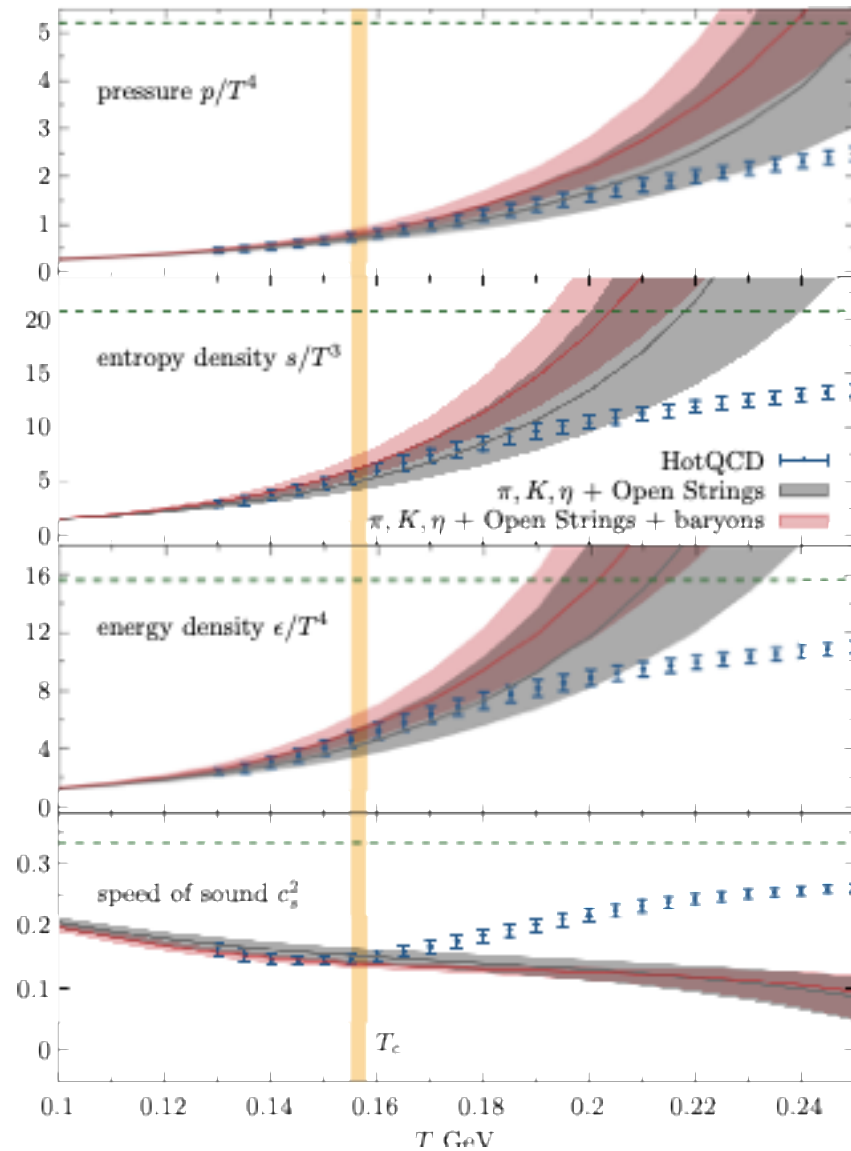 5
4
3
2
1
0
pressure p/T⁴
20
15
10
5
0
entropy density s/T³
HotQCD
π, K, η + Open Strings
π, K, η + Open Strings + baryons
16
12
8
4
0
energy density ϵ/T⁴
0.3
0.2
0.1
0
speed of sound c_s²
T_c
0.1 0.12 0.14 0.16 0.18 0.2 0.22 0.24
T GeV